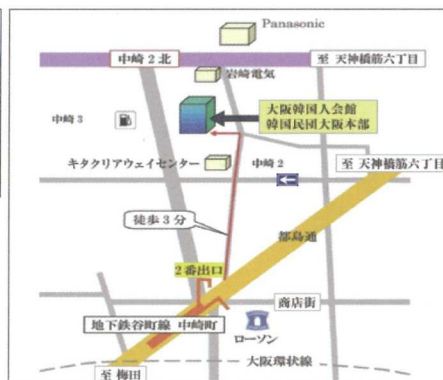 Panasonic
中崎2北
至 天神橋筋六丁目
岩崎電気
大阪韓国人会館
韓国民団大阪本部
中崎3
キタクリアウェイセンター
中崎2
至 天神橋筋六丁目
徒歩3分
都島通
2番出口
商店街
地下鉄谷町線 中崎町
ローソン
大阪環状線
至 梅田